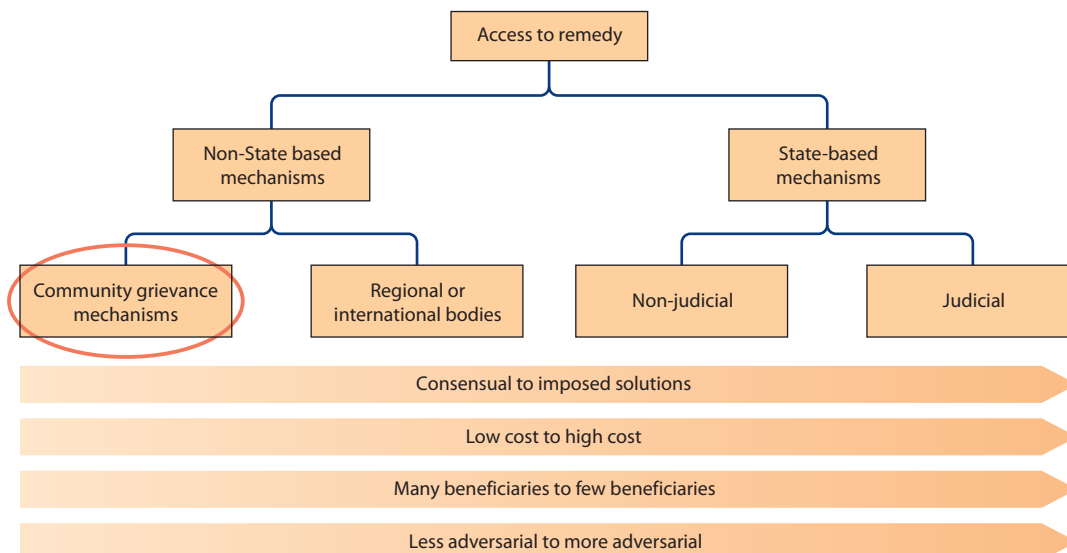 Access to remedy
Non-State based
mechanisms
State-based
mechanisms
Community grievance
mechanisms
Regional or
international bodies
Non-judicial
Judicial
Consensual to imposed solutions
Low cost to high cost
Many beneficiaries to few beneficiaries
Less adversarial to more adversarial